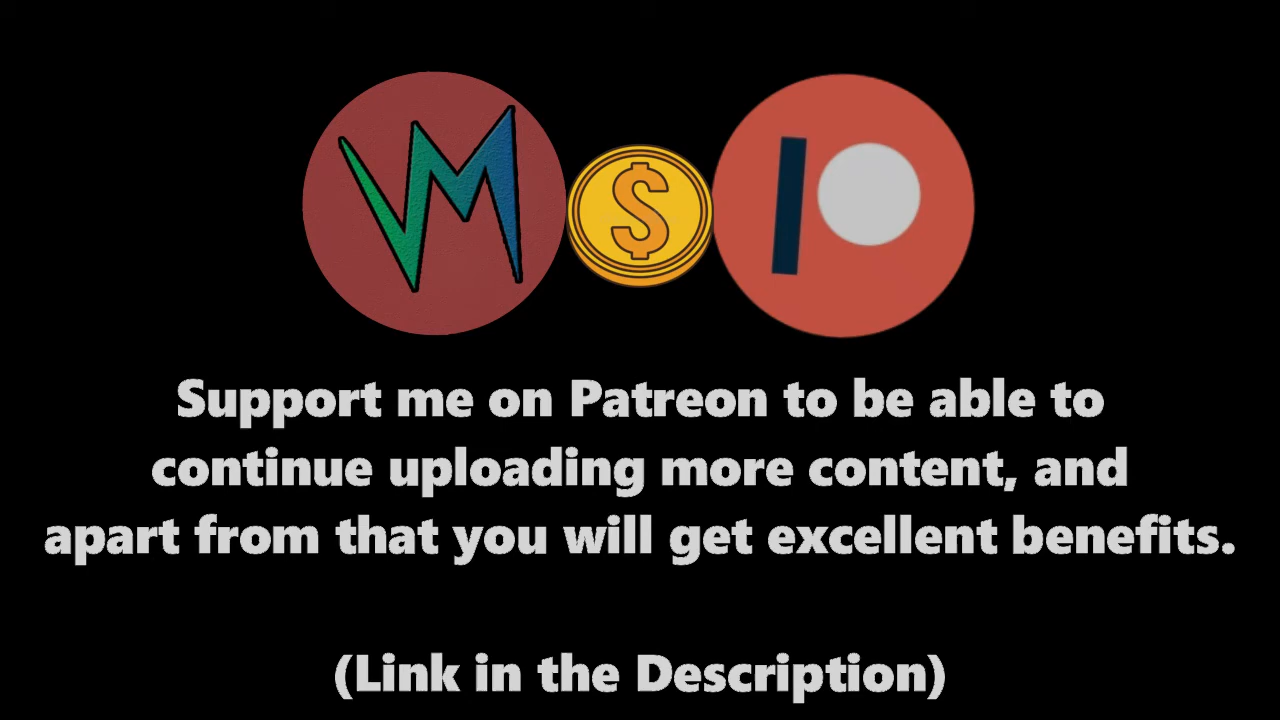 VM
$
Support me on Patreon to be able to
continue uploading more content, and
apart from that you will get excellent benefits.
(Link in the Description)